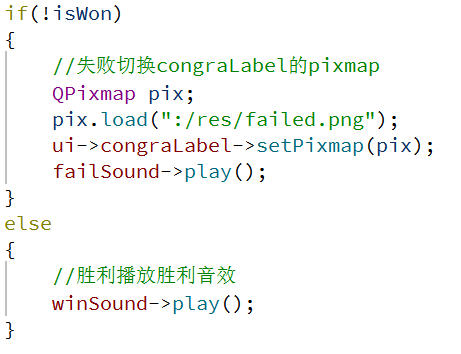 if(!isWon)
{
    //失败切换congraLabel的pixmap
    QPixmap pix;
    pix.load(":/res/failed.png");
    ui->congraLabel->setPixmap(pix);
    failSound->play();
}
else
{
    //胜利播放胜利音效
    winSound->play();
}